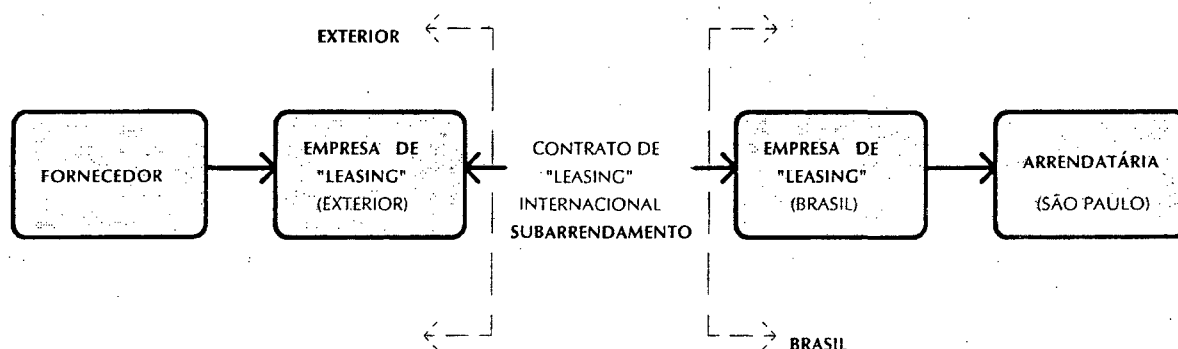 EXTERIOR
FORNECEDOR
EMPRESA DE
"LEASING"
(EXTERIOR)
CONTRATO DE
"LEASING"
INTERNACIONAL
SUBARRENDAMENTO
EMPRESA DE
"LEASING"
(BRASIL)
ARRENDATÁRIA
(SÃO PAULO)
BRASIL